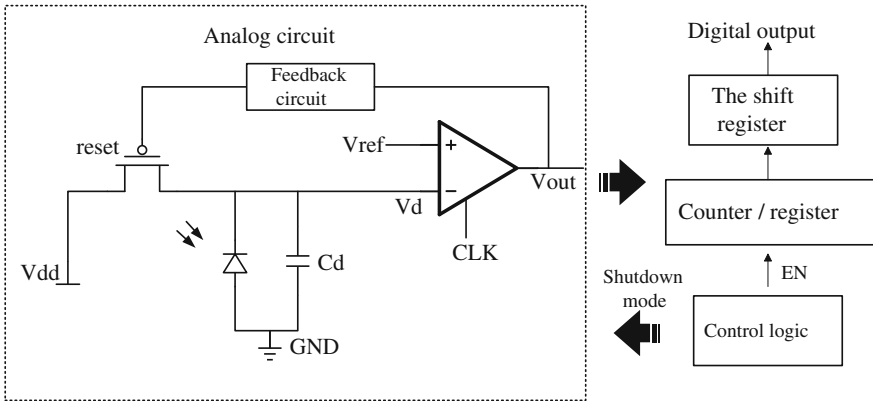 Analog circuit
Feedback
circuit
reset
Vref
+
−
Vout
Vd
CLK
Vdd
Cd
GND
Digital output
The shift
register
Counter / register
EN
Shutdown
mode
Control logic